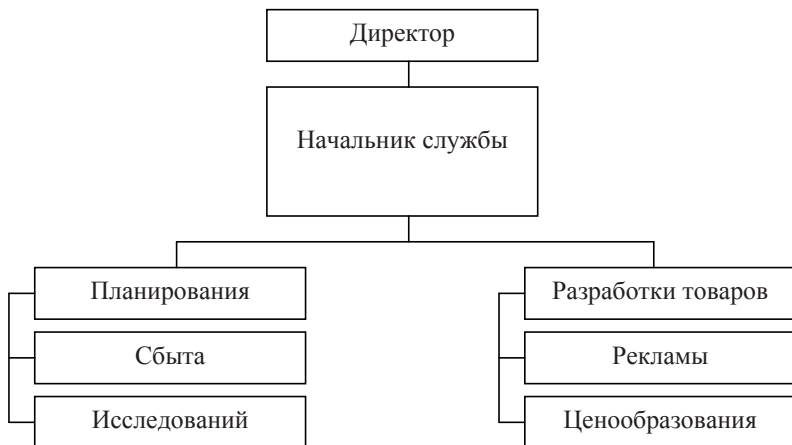 Директор
Начальник службы
Планирования
Сбыта
Исследований
Разработки товаров
Рекламы
Ценообразования